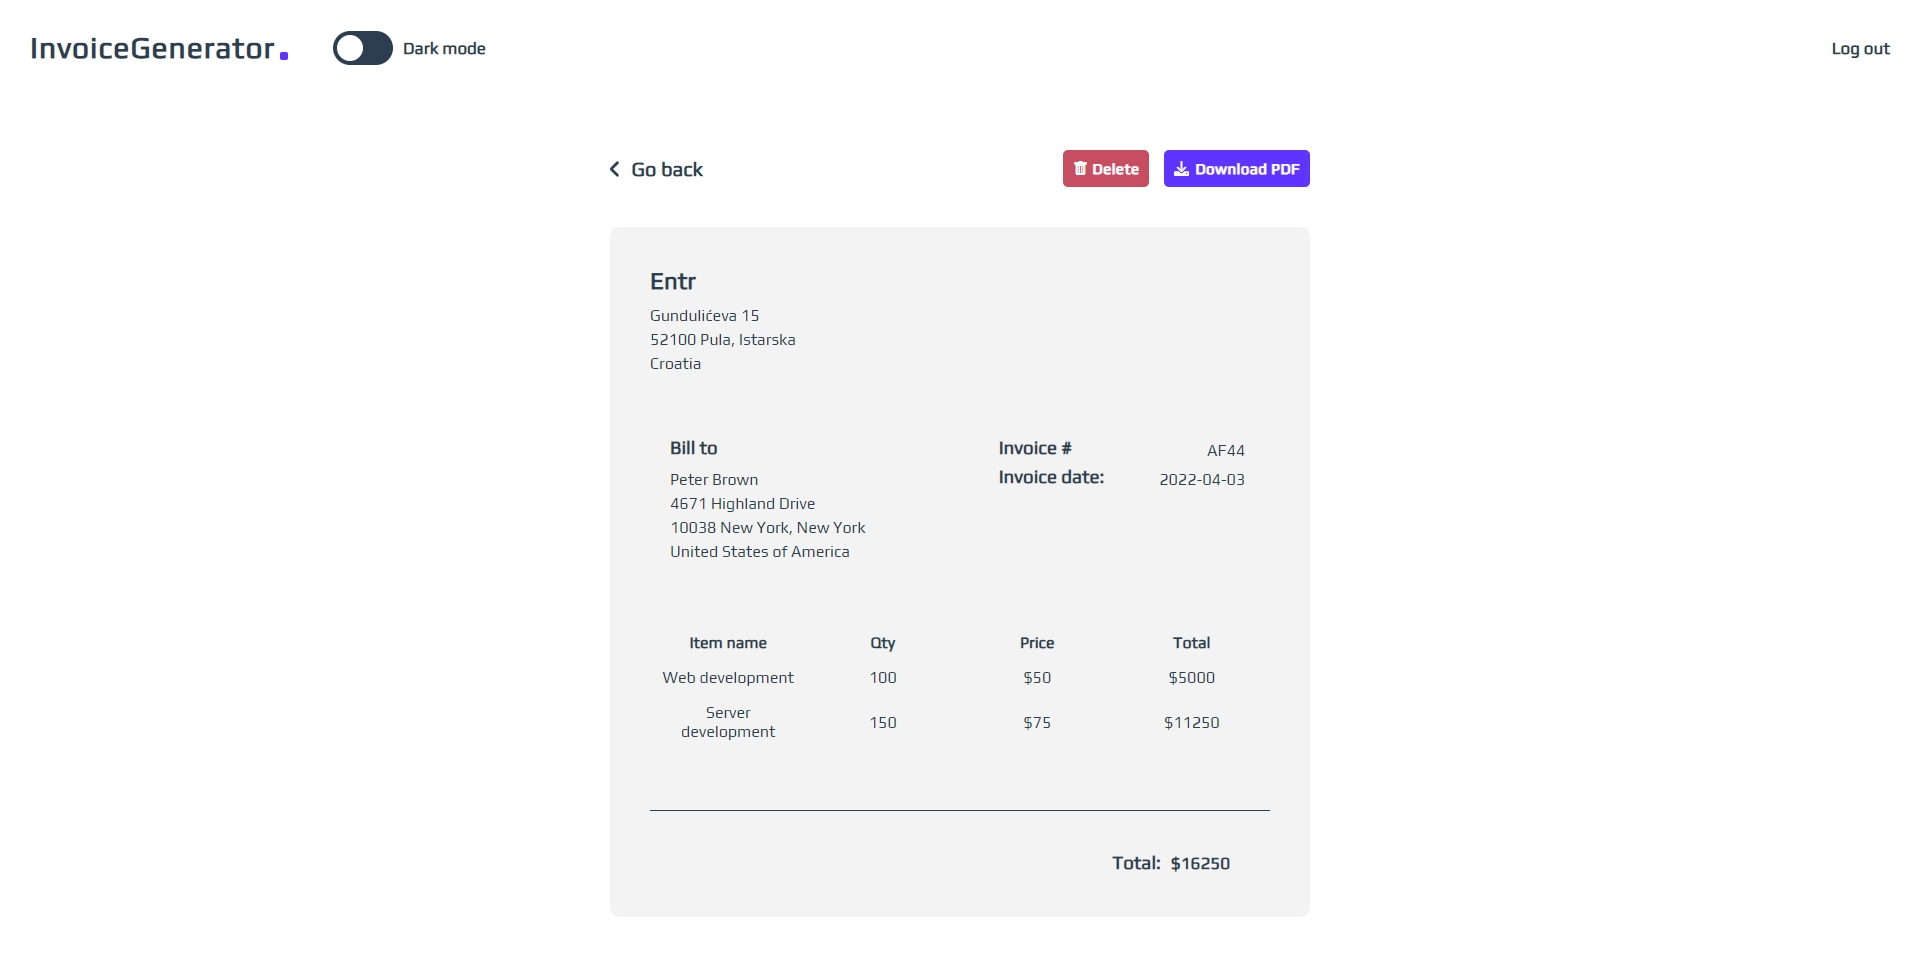 InvoiceGenerator.
Dark mode
Log out
Go back
Delete
Download PDF
Entr
Gundulićeva 15
52100 Pula, Istarska
Croatia
Bill to
Peter Brown
4671 Highland Drive
10038 New York, New York
United States of America
Invoice # AF44
Invoice date: 2022-04-03
Item name Qty Price Total
Web development 100 $50 $5000
Server
development 150 $75 $11250
Total: $16250